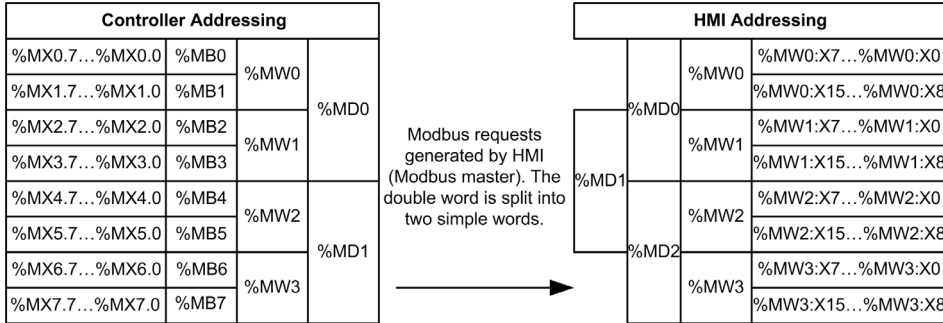 Controller Addressing
%MX0.7...%MX0.0 %MB0 %MW0 %MD0
%MX1.7...%MX1.0 %MB1
%MX2.7...%MX2.0 %MB2 %MW1
%MX3.7...%MX3.0 %MB3
%MX4.7...%MX4.0 %MB4 %MW2 %MD1
%MX5.7...%MX5.0 %MB5
%MX6.7...%MX6.0 %MB6 %MW3
%MX7.7...%MX7.0 %MB7
Modbus requests
generated by HMI
(Modbus master). The
double word is split into
two simple words.
HMI Addressing
%MD0 %MW0 %MW0:X7...%MW0:X0
%MW0:X15...%MW0:X8
%MD1 %MW1 %MW1:X7...%MW1:X0
%MW1:X15...%MW1:X8
%MD2 %MW2 %MW2:X7...%MW2:X0
%MW2:X15...%MW2:X8
%MW3 %MW3:X7...%MW3:X0
%MW3:X15...%MW3:X8